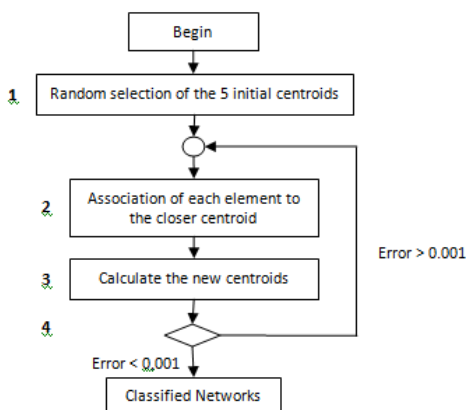 Begin
1
Random selection of the 5 initial centroids
2
Association of each element to
the closer centroid
3
Calculate the new centroids
4
Error > 0.001
Error < 0,001
Classified Networks